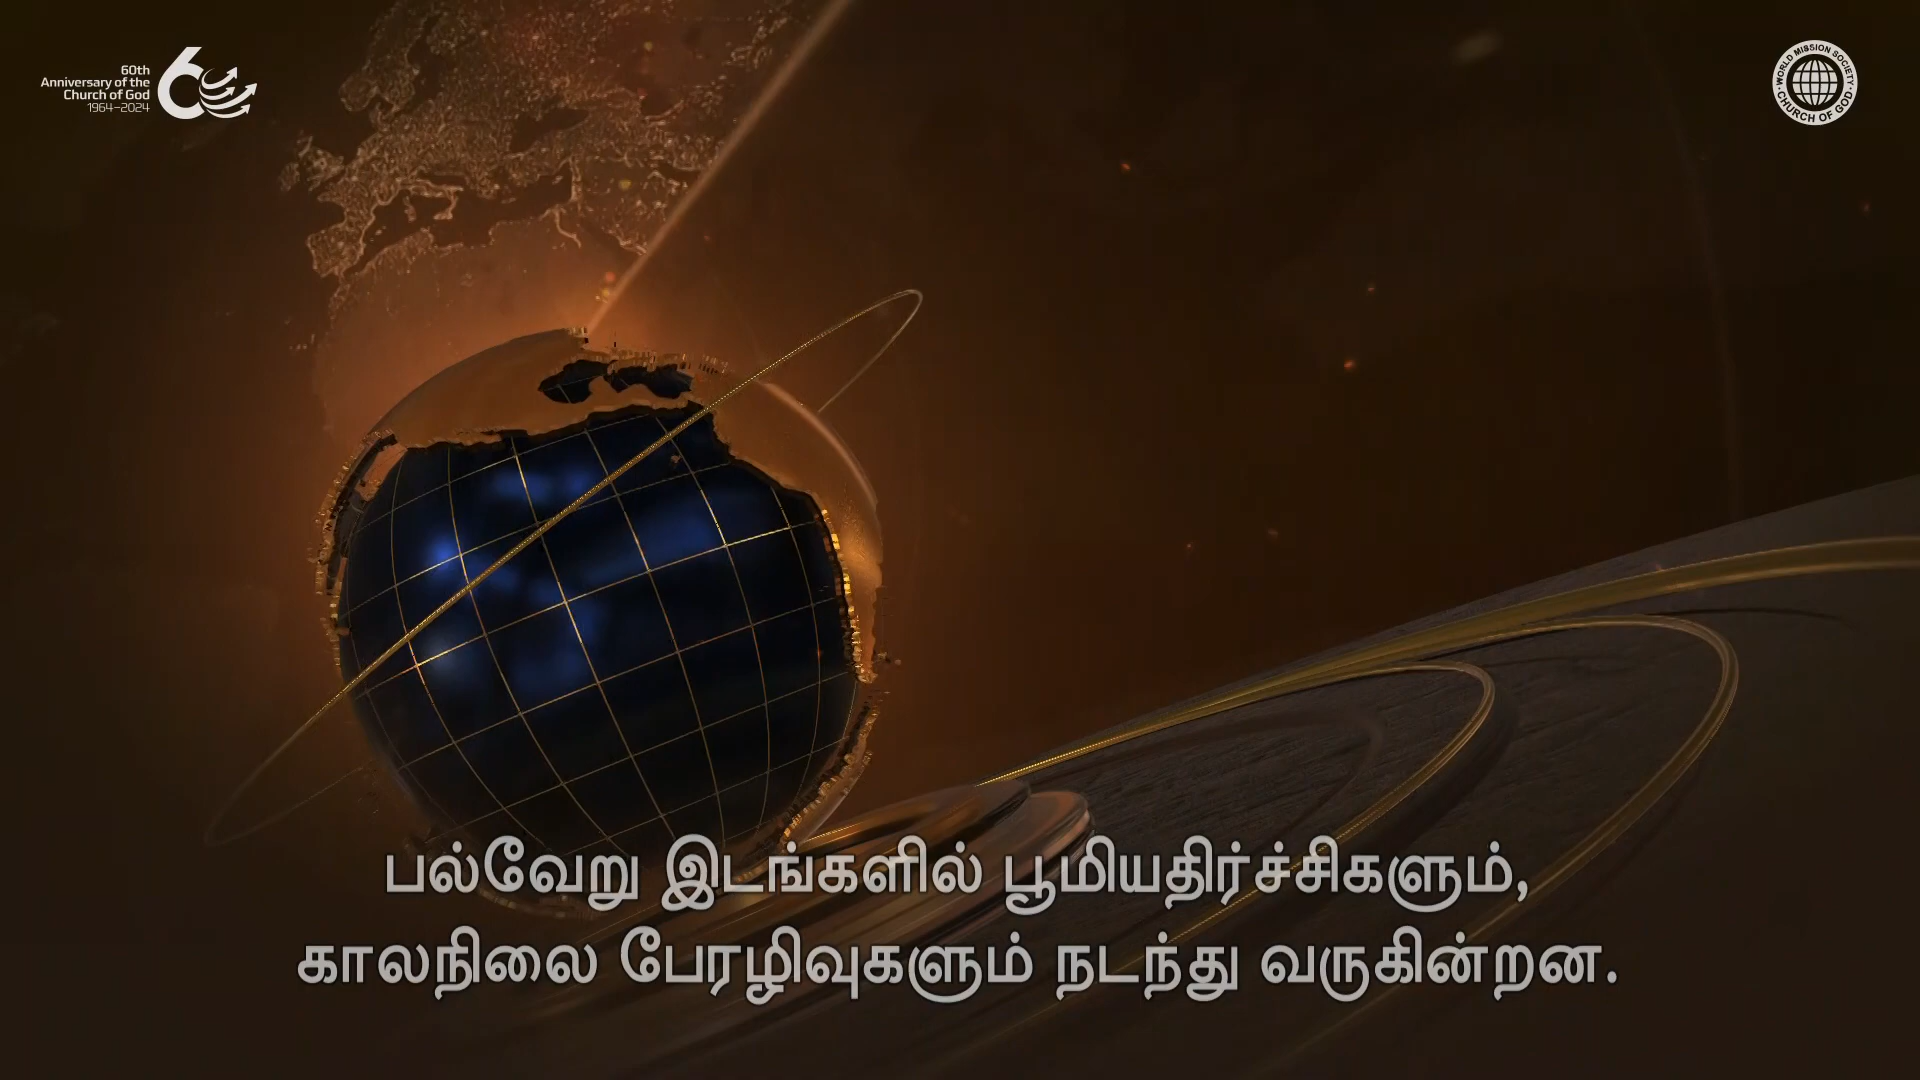 60th
Anniversary of the
Church of God
1964–2024
60
WORLD MISSION SOCIETY
CHURCH OF GOD
பல்வேறு இடங்களில் பூமியதிர்ச்சிகளும்,
காலநிலை பேரழிவுகளும் நடந்து வருகின்றன.